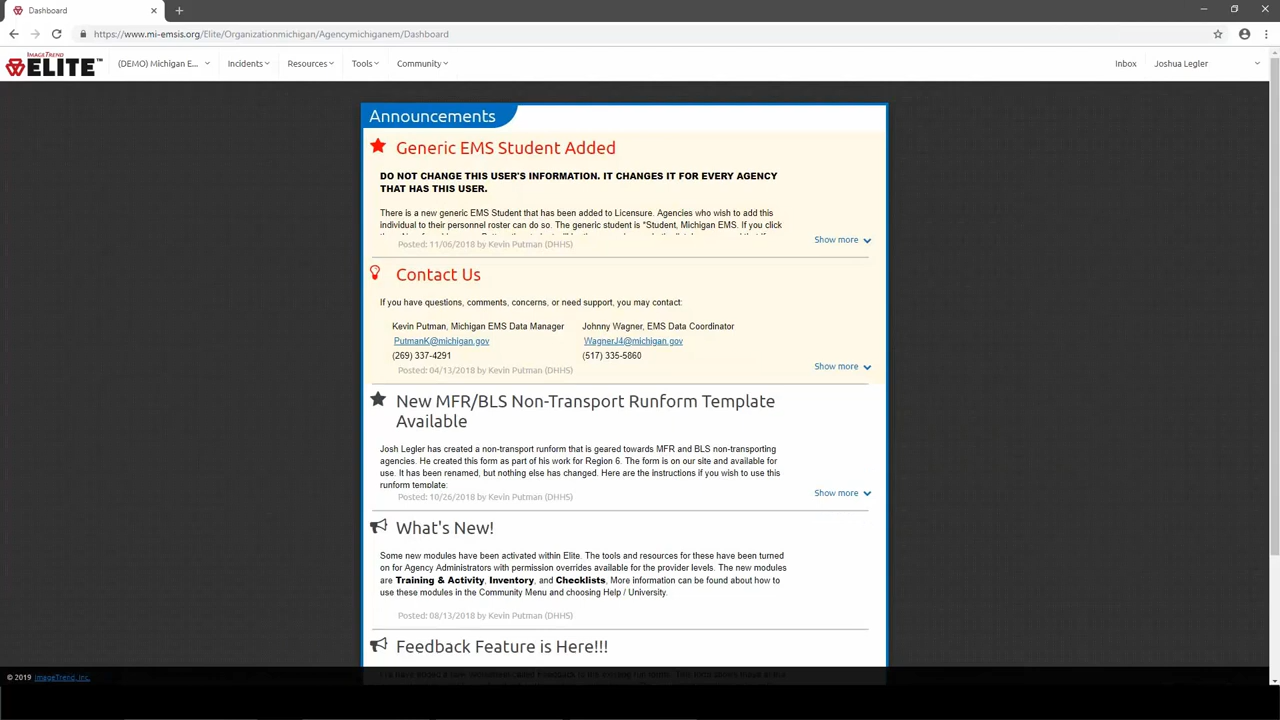 Dashboard
https://www.mi-emsis.org/Elite/Organizationmichigan/Agencymichiganem/Dashboard
IMAGETREND
ELITE™
(DEMO) Michigan E...
Incidents
Resources
Tools
Community
Inbox
Joshua Legler
Announcements
Generic EMS Student Added
DO NOT CHANGE THIS USER'S INFORMATION. IT CHANGES IT FOR EVERY AGENCY
THAT HAS THIS USER.
There is a new generic EMS Student that has been added to Licensure. Agencies who wish to add this
individual to their personnel roster can do so. The generic student is *Student, Michigan EMS. If you click
Posted: 11/06/2018 by Kevin Putman (DHHS)
Show more
Contact Us
If you have questions, comments, concerns, or need support, you may contact:
Kevin Putman, Michigan EMS Data Manager
Johnny Wagner, EMS Data Coordinator
PutmanK@michigan.gov
WagnerJ4@michigan.gov
(269) 337-4291
(517) 335-5860
Posted: 04/13/2018 by Kevin Putman (DHHS)
Show more
New MFR/BLS Non-Transport Runform Template
Available
Josh Legler has created a non-transport runform that is geared towards MFR and BLS non-transporting
agencies. He created this form as part of his work for Region 6. The form is on our site and available for
use. It has been renamed, but nothing else has changed. Here are the instructions if you wish to use this
runform template:
Posted: 10/26/2018 by Kevin Putman (DHHS)
Show more
What's New!
Some new modules have been activated within Elite. The tools and resources for these have been turned
on for Agency Administrators with permission overrides available for the provider levels. The new modules
are Training & Activity, Inventory, and Checklists, More information can be found about how to
use these modules in the Community Menu and choosing Help / University.
Posted: 08/13/2018 by Kevin Putman (DHHS)
Feedback Feature is Here!!!
© 2019 ImageTrend, Inc.